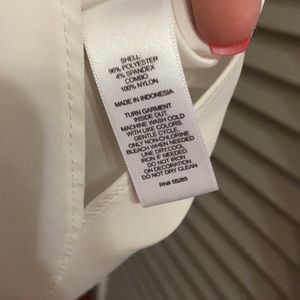 SHELL
96% POLYESTER
4% SPANDEX
COMBO
100% NYLON
MADE IN INDONESIA
TURN GARMENT
INSIDE OUT
MACHINE WASH COLD
WITH LIKE COLORS.
GENTLE CYCLE.
ONLY NON-CHLORINE
BLEACH WHEN NEEDED
LINE DRY.COOL
IRON IF NEEDED.
DO NOT IRON
ON DECORATION.
DO NOT DRY CLEAN
RN# 55285